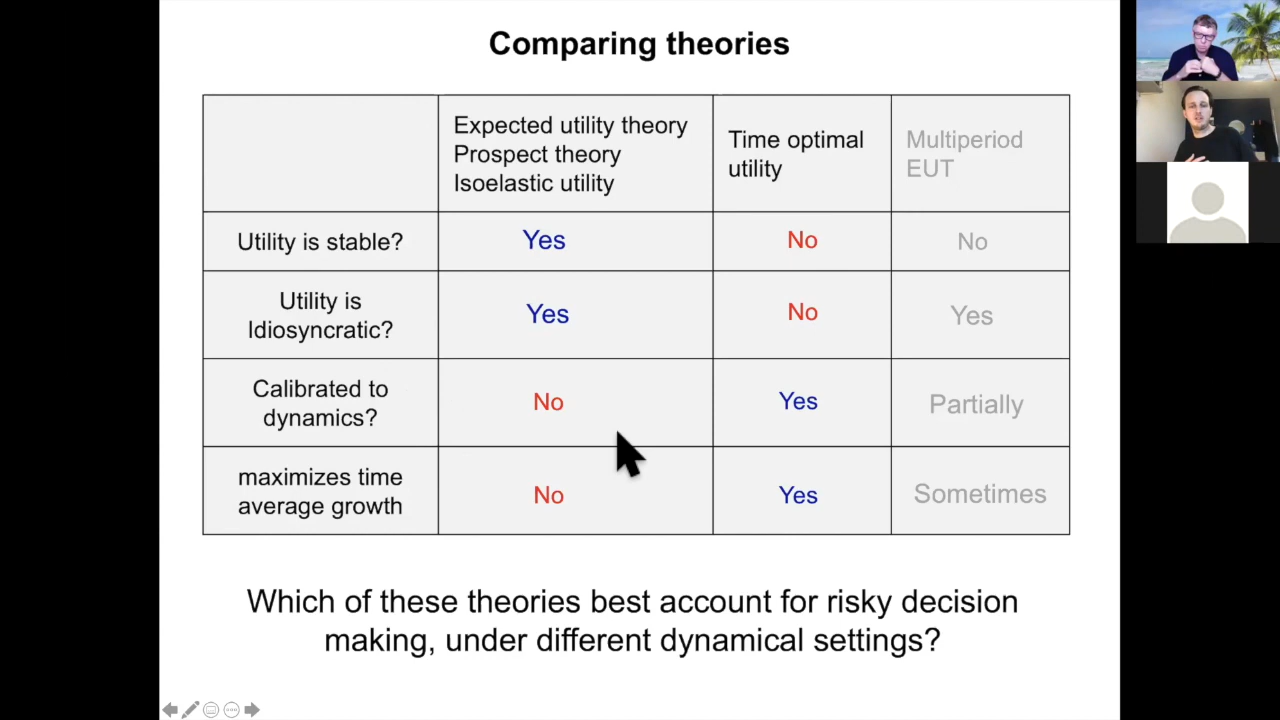 Comparing theories
Expected utility theory
Prospect theory
Isoelastic utility
Time optimal
utility
Multiperiod
EUT
Utility is stable?
Yes
No
No
Utility is
Idiosyncratic?
Yes
No
Yes
Calibrated to
dynamics?
No
Yes
Partially
maximizes time
average growth
No
Yes
Sometimes
Which of these theories best account for risky decision
making, under different dynamical settings?